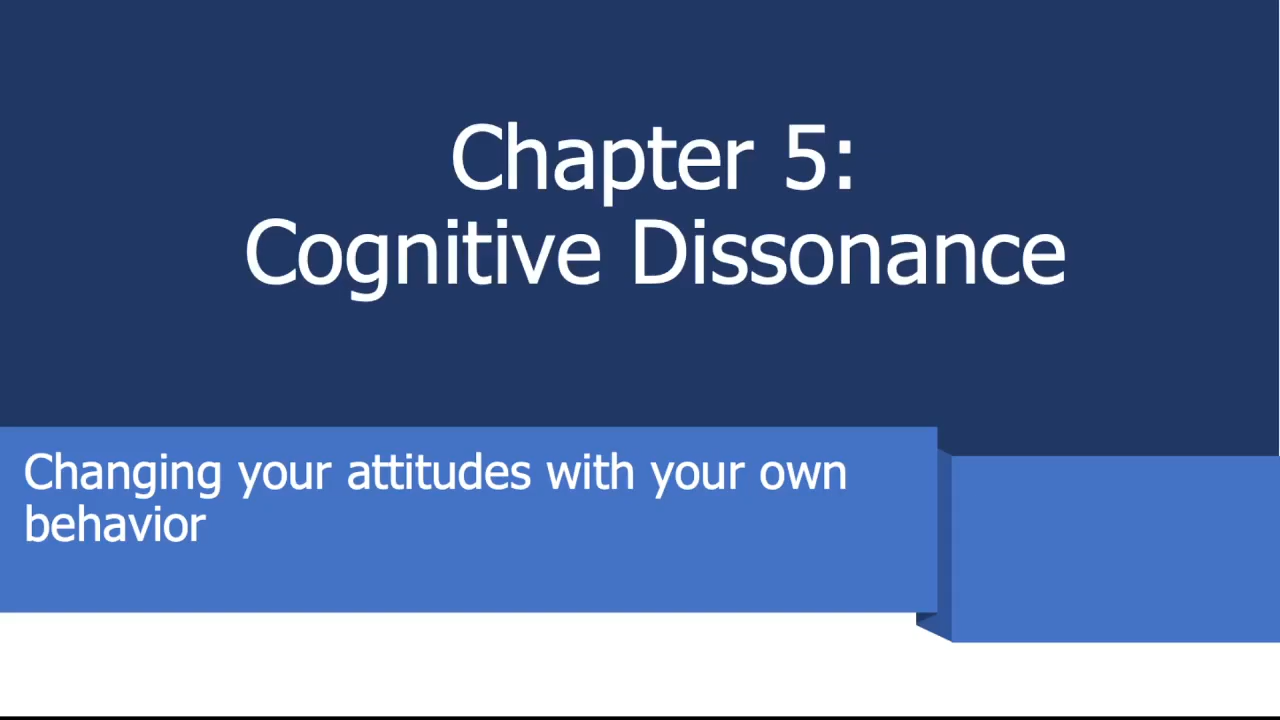 Chapter 5:
Cognitive Dissonance
Changing your attitudes with your own
behavior